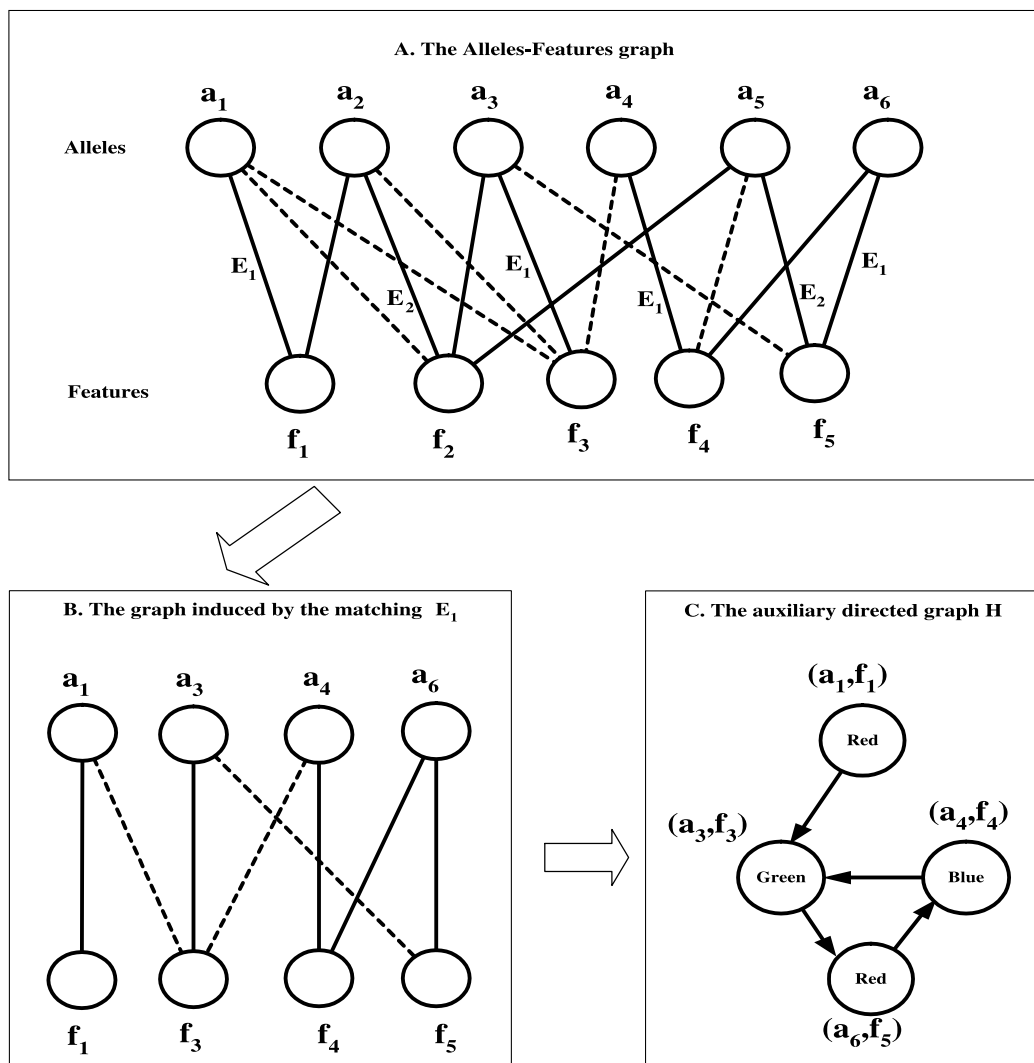 A. The Alleles-Features graph
a1 a2 a3 a4 a5 a6
Alleles
E1 E2 E1 E1 E2 E1
Features
f1 f2 f3 f4 f5
B. The graph induced by the matching E1
a1 a3 a4 a6
f1 f3 f4 f5
C. The auxiliary directed graph H
(a1,f1)
Red
(a3,f3) (a4,f4)
Green Blue
Red
(a6,f5)